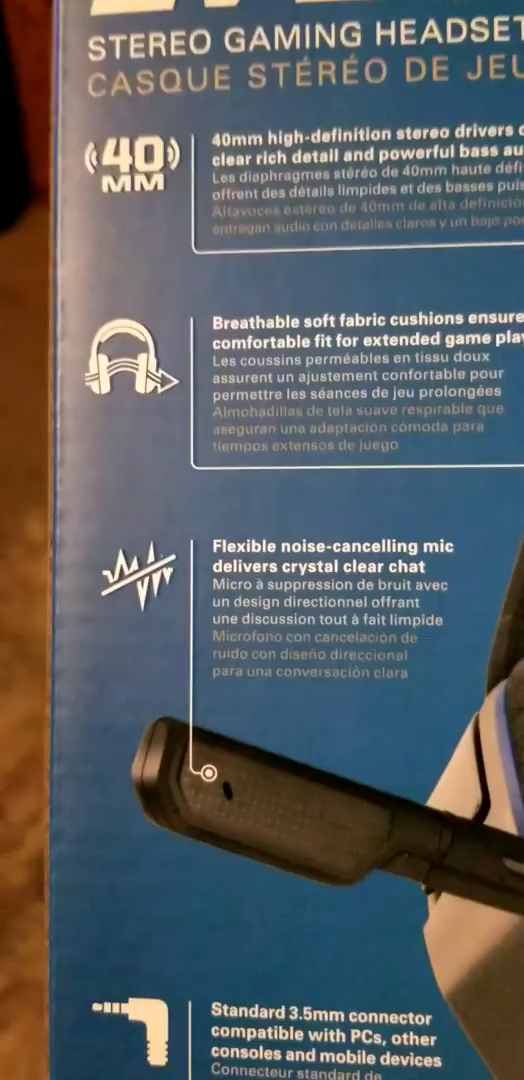 STEREO GAMING HEADSET
CASQUE STÉRÉO DE JEU
40
MM
40mm high-definition stereo drivers
clear rich detail and powerful bass
Les diaphragmes stéréo de 40mm haute
offrent des détails limpides et des basses
Altavoces estéreo de 40mm de alta
entregan audio con detalles claros y un bajo
Breathable soft fabric cushions ensure
comfortable fit for extended game play
Les coussins perméables en tissu doux
assurent un ajustement confortable pour
permettre les séances de jeu prolongées
Almohadillas de tela suave respirable que
aseguran una adaptación cómoda para
tiempos extensos de juego
Flexible noise-cancelling mic
delivers crystal clear chat
Micro à suppression de bruit avec
un design directionnel offrant
une discussion tout à fait limpide
Micrófono con cancelación de
ruido con diseño direccional
para una conversación clara
Standard 3.5mm connector
compatible with PCs, other
consoles and mobile devices
Connecteur standard de